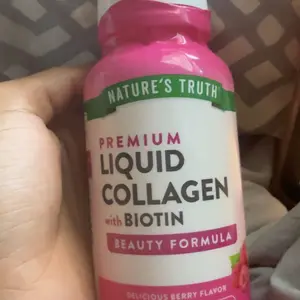 NATURE'S TRUTH®
PREMIUM
LIQUID
COLLAGEN
with BIOTIN
BEAUTY FORMULA
DELICIOUS BERRY FLAVOR